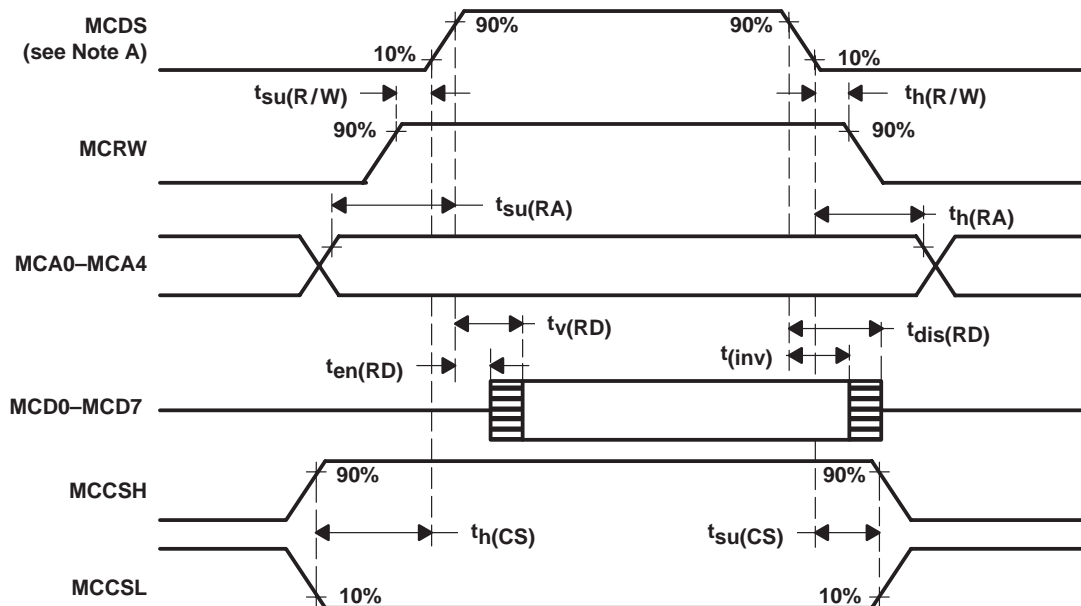 MCDS
(see Note A)
90%
90%
10%
10%
tsu(R/W)
th(R/W)
MCRW
90%
90%
tsu(RA)
th(RA)
MCA0–MCA4
tv(RD)
tdis(RD)
ten(RD)
t(inv)
MCD0–MCD7
MCCSH
90%
90%
th(CS)
tsu(CS)
MCCSL
10%
10%